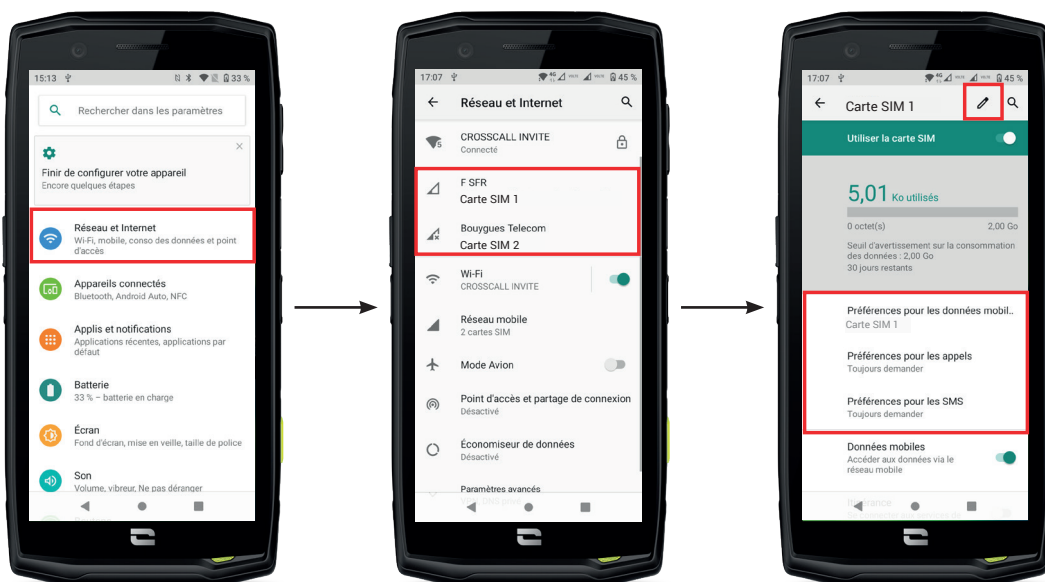 15:13
33 %
Rechercher dans les paramètres
Finir de configurer votre appareil
Encore quelques étapes
Réseau et Internet
Wi-Fi, mobile, conso des données et point
d'accès
Appareils connectés
Bluetooth, Android Auto, NFC
Applis et notifications
Applications récentes, applications par
défaut
Batterie
33 % – batterie en charge
Écran
Fond d'écran, mise en veille, taille de police
Son
Volume, vibreur, Ne pas déranger
17:07
4G
45 %
Réseau et Internet
CROSSCALL INVITE
Connecté
F SFR
Carte SIM 1
Bouygues Telecom
Carte SIM 2
Wi-Fi
CROSSCALL INVITE
Réseau mobile
2 cartes SIM
Mode Avion
Point d'accès et partage de connexion
Désactivé
Économiseur de données
Désactivé
Paramètres avancés
17:07
4G
45 %
Carte SIM 1
Utiliser la carte SIM
5,01 Ko utilisés
0 octet(s) 2,00 Go
Seuil d'avertissement sur la consommation
des données : 2,00 Go
30 jours restants
Préférences pour les données mobil..
Carte SIM 1
Préférences pour les appels
Toujours demander
Préférences pour les SMS
Toujours demander
Données mobiles
Accéder aux données via le
réseau mobile
Itinérance